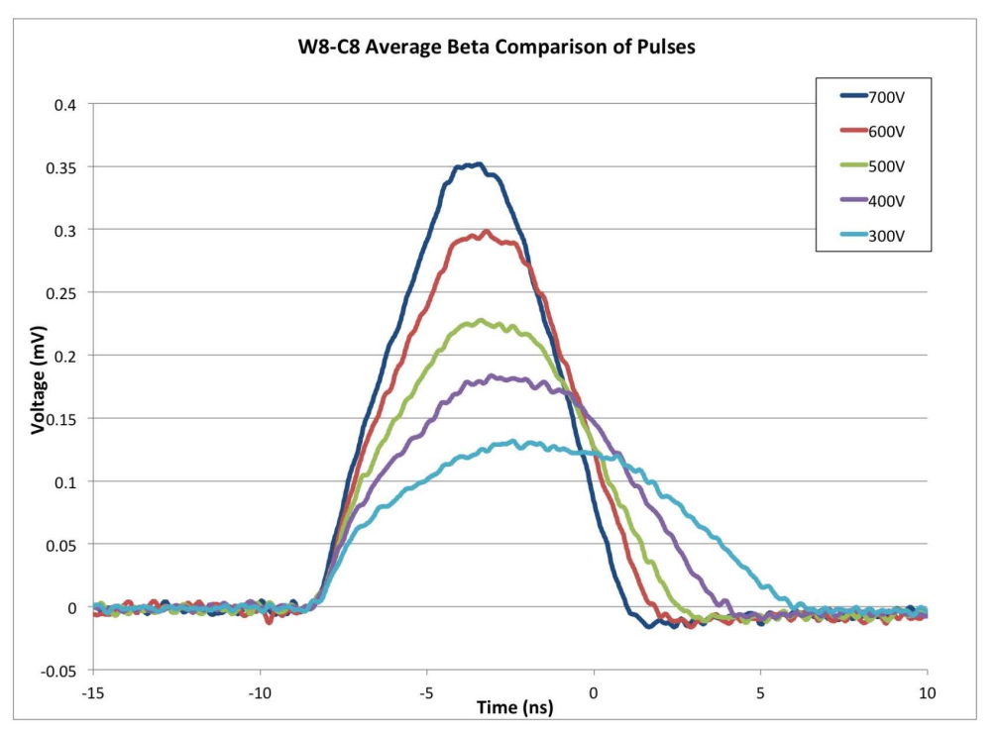 W8-C8 Average Beta Comparison of Pulses
700V
600V
500V
400V
300V
0.4
0.35
0.3
0.25
0.2
0.15
0.1
0.05
0
-0.05
Voltage (mV)
-15
-10
-5
0
5
10
Time (ns)